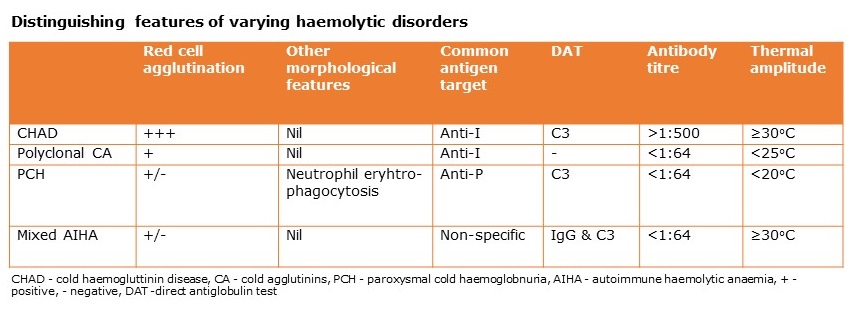 Distinguishing features of varying haemolytic disorders
Red cell agglutination Other morphological features Common antigen target DAT Antibody titre Thermal amplitude
CHAD +++ Nil Anti-I C3 >1:500 ≥30°C
Polyclonal CA + Nil Anti-I - <1:64 <25°C
PCH +/- Neutrophil eryhtro-phagocytosis Anti-P C3 <1:64 <20°C
Mixed AIHA +/- Nil Non-specific IgG & C3 <1:64 ≥30°C
CHAD - cold haemogluttinin disease, CA - cold agglutinins, PCH - paroxysmal cold haemoglobnuria, AIHA - autoimmune haemolytic anaemia, + -
positive, - negative, DAT -direct antiglobulin test